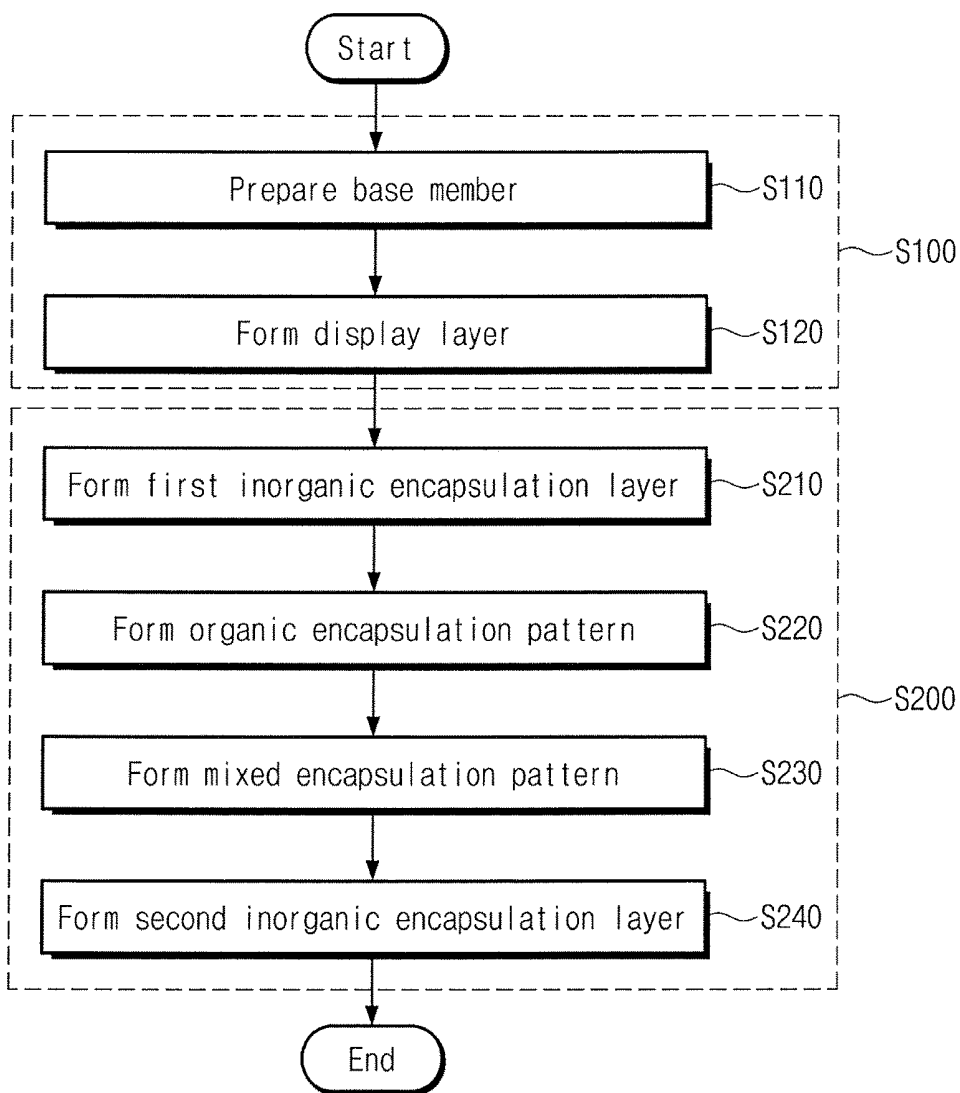 Start
Prepare base member
S110
S100
Form display layer
S120
Form first inorganic encapsulation layer
S210
Form organic encapsulation pattern
S220
S200
Form mixed encapsulation pattern
S230
Form second inorganic encapsulation layer
S240
End